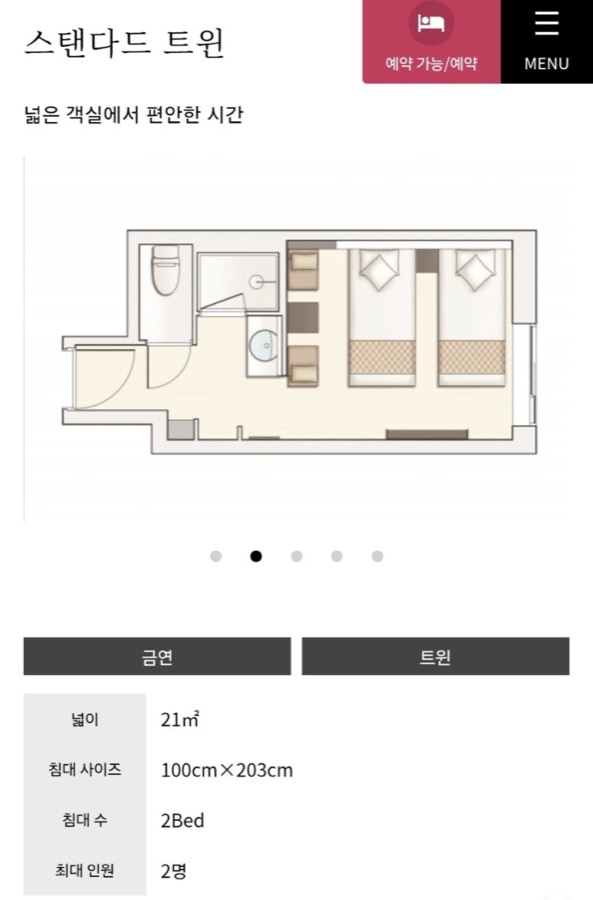 스탠다드 트윈
예약 가능/예약
MENU
넓은 객실에서 편안한 시간
금연
트윈
넓이
21㎡
침대 사이즈
100cm×203cm
침대 수
2Bed
최대 인원
2명